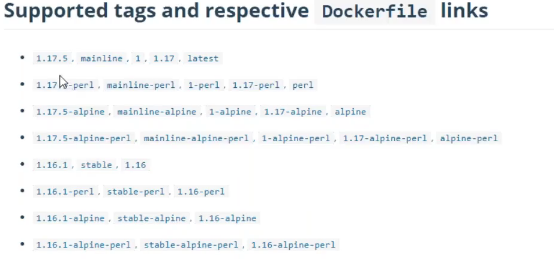 Supported tags and respective Dockerfile links
1.17.5, mainline, 1, 1.17, latest
-perl, mainline-perl, 1-perl, 1.17-perl, perl
1.17.5-alpine, mainline-alpine, 1-alpine, 1.17-alpine, alpine
1.17.5-alpine-perl, mainline-alpine-perl, 1-alpine-perl, 1.17-alpine-perl, alpine-perl
1.16.1, stable, 1.16
1.16.1-perl, stable-perl, 1.16-perl
1.16.1-alpine, stable-alpine, 1.16-alpine
1.16.1-alpine-perl, stable-alpine-perl, 1.16-alpine-perl